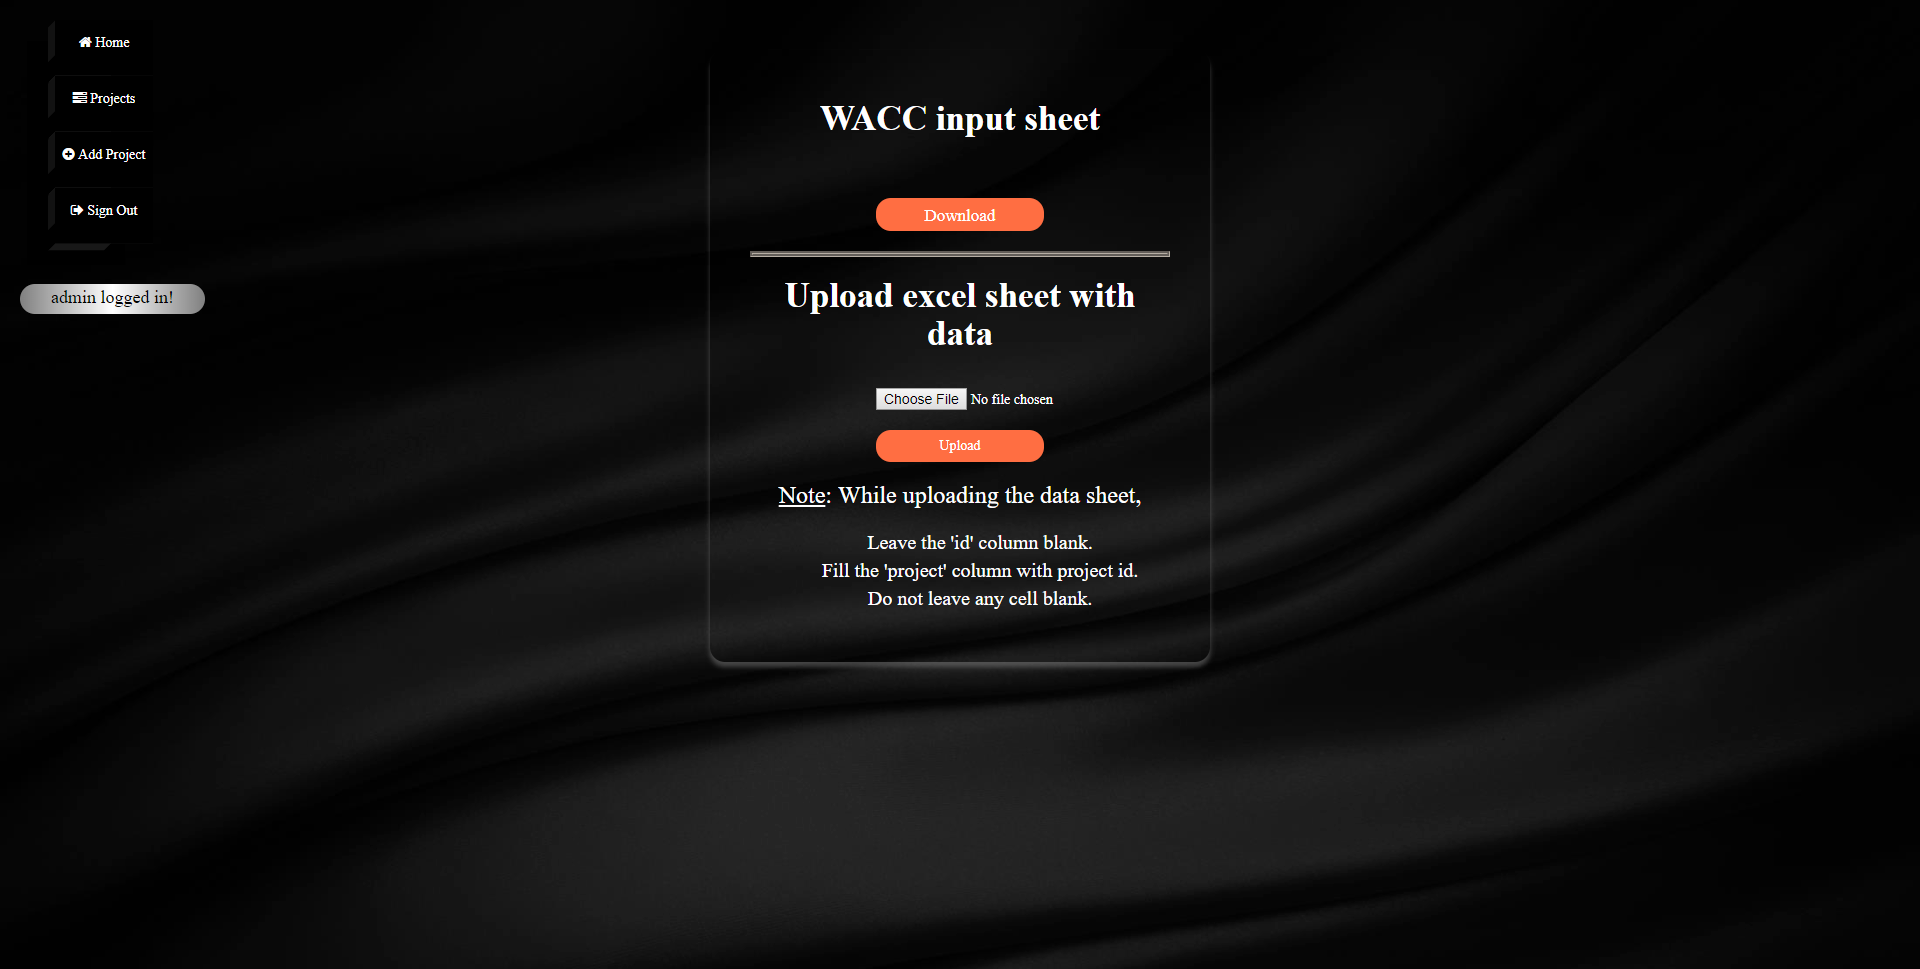 Home
Projects
Add Project
Sign Out
admin logged in!
WACC input sheet
Download
Upload excel sheet with
data
Choose File No file chosen
Upload
Note: While uploading the data sheet,
Leave the 'id' column blank.
Fill the 'project' column with project id.
Do not leave any cell blank.